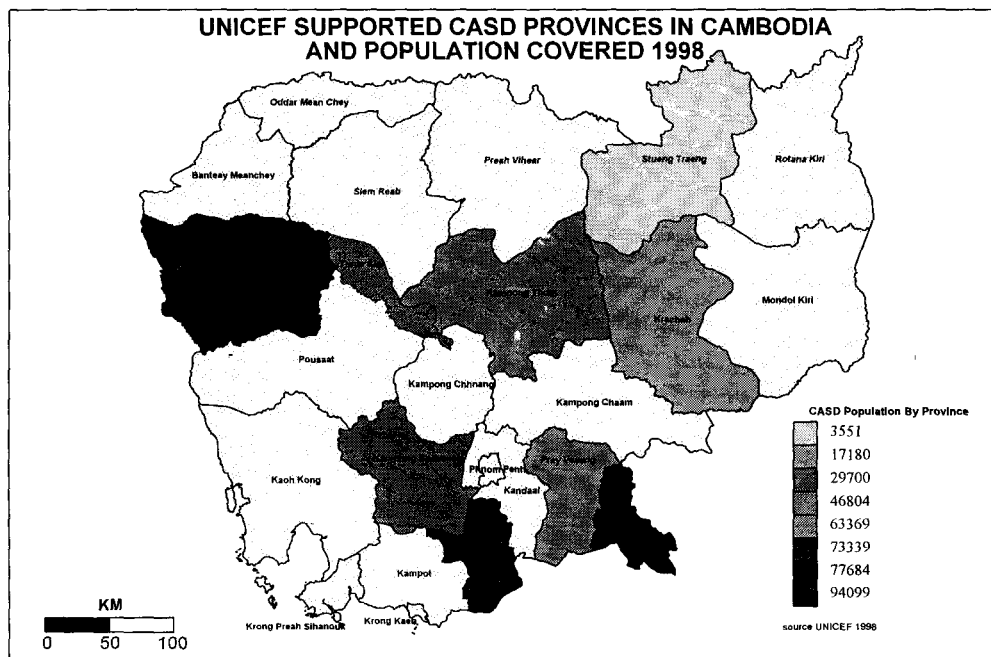 UNICEF SUPPORTED CASD PROVINCES IN CAMBODIA
AND POPULATION COVERED 1998
Oddar Mean Chey
Banteay Meanchey
Siem Reab
Preah Vihear
Stueng Traeng
Rotana Kiri
Kracheh
Mondol Kiri
Pousaat
Kampong Chhnang
Kampong Chaam
Kaoh Kong
Phnom Penh
Kandaal
Kampot
Krong Preah Sihanouk
Krong Kaeb
CASD Population By Province
3551
17180
29700
46804
63369
73339
77684
94099
KM
0 50 100
source UNICEF 1998